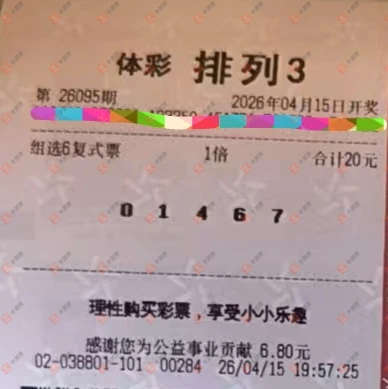 体彩 排列3
第 26095期 2026年04月15日开奖
组选6复式票 1倍 合计20元
0 1 4 6 7
理性购买彩票，享受小小乐趣
感谢您为公益事业贡献 6.80元
02-038801-101 00284 26/04/15 19:57:25